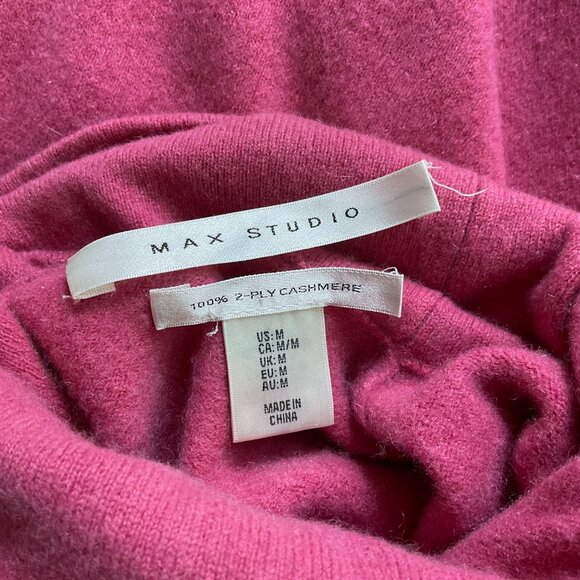 MAX STUDIO
100% 2-PLY CASHMERE
US: M
CA: M/M
UK: M
EU: M
AU: M
MADE IN
CHINA